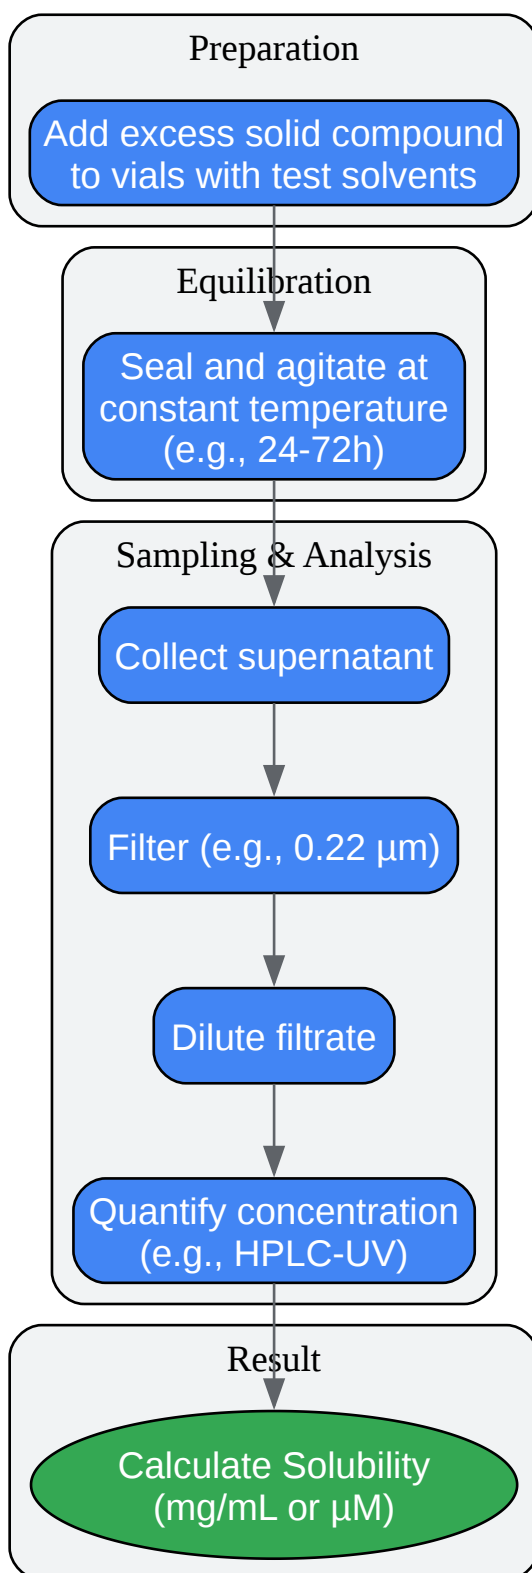 Preparation
Add excess solid compound
to vials with test solvents
Equilibration
Seal and agitate at
constant temperature
(e.g., 24-72h)
Sampling & Analysis
Collect supernatant
Filter (e.g., 0.22 µm)
Dilute filtrate
Quantify concentration
(e.g., HPLC-UV)
Result
Calculate Solubility
(mg/mL or µM)